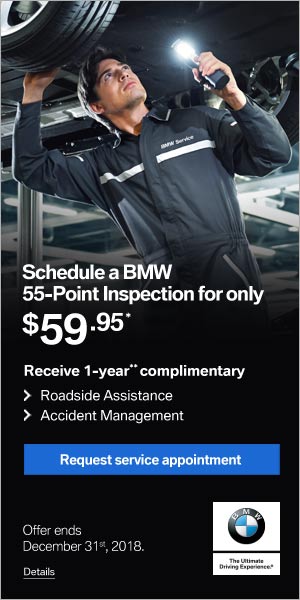 BMW Service
Schedule a BMW
55-Point Inspection for only
$59.95*
Receive 1-year** complimentary
Roadside Assistance
Accident Management
Request service appointment
Offer ends
December 31st, 2018.
Details
BMW
The Ultimate
Driving Experience.®